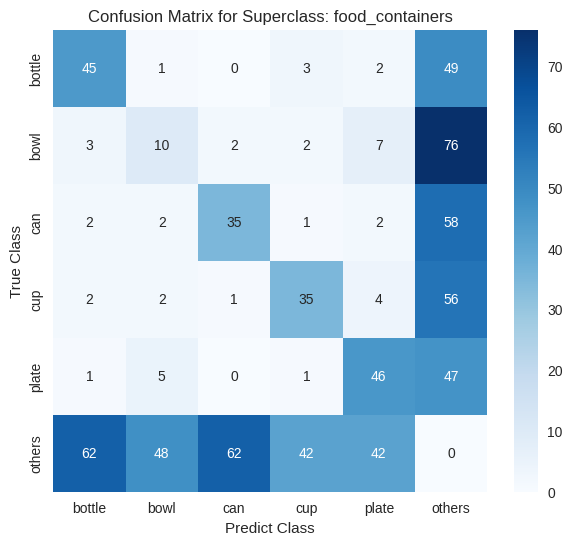 Confusion Matrix for Superclass: food_containers
True Class
bottle 45 1 0 3 2 49
bowl 3 10 2 2 7 76
can 2 2 35 1 2 58
cup 2 2 1 35 4 56
plate 1 5 0 1 46 47
others 62 48 62 42 42 0
bottle bowl can cup plate others
Predict Class
70
60
50
40
30
20
10
0